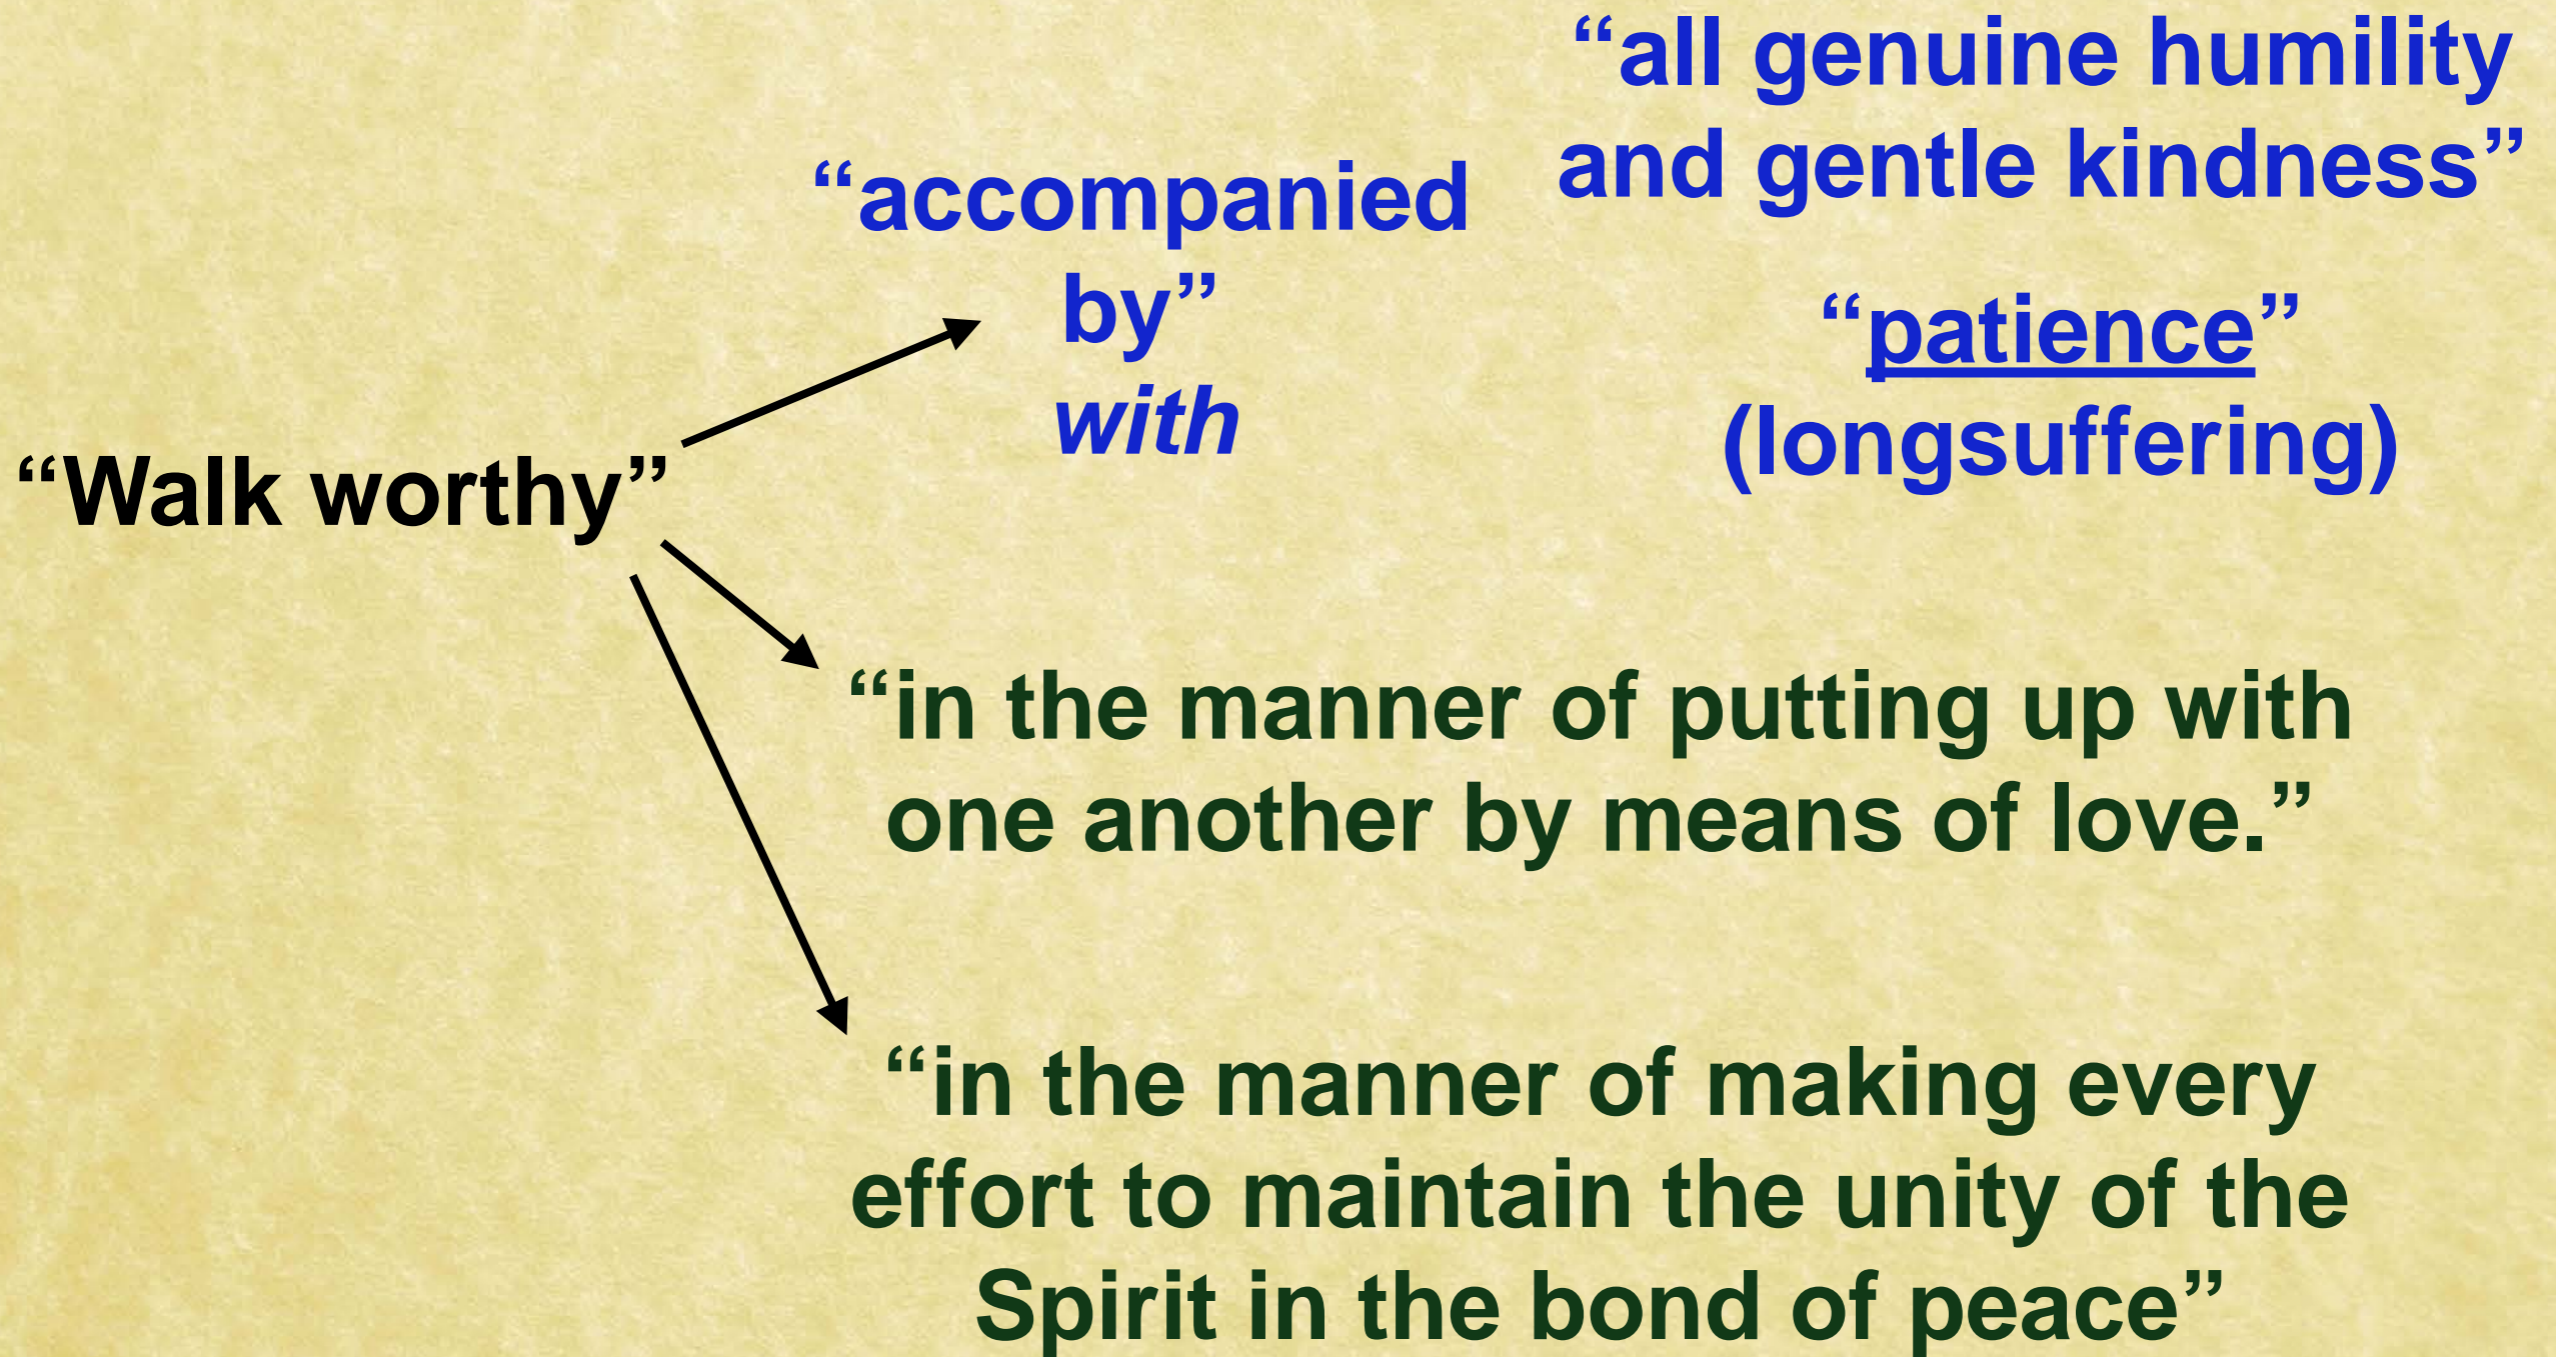 “Walk worthy”
“accompanied
by”
with
“all genuine humility
and gentle kindness”
“patience”
(longsuffering)
“in the manner of putting up with
one another by means of love.”
“in the manner of making every
effort to maintain the unity of the
Spirit in the bond of peace”